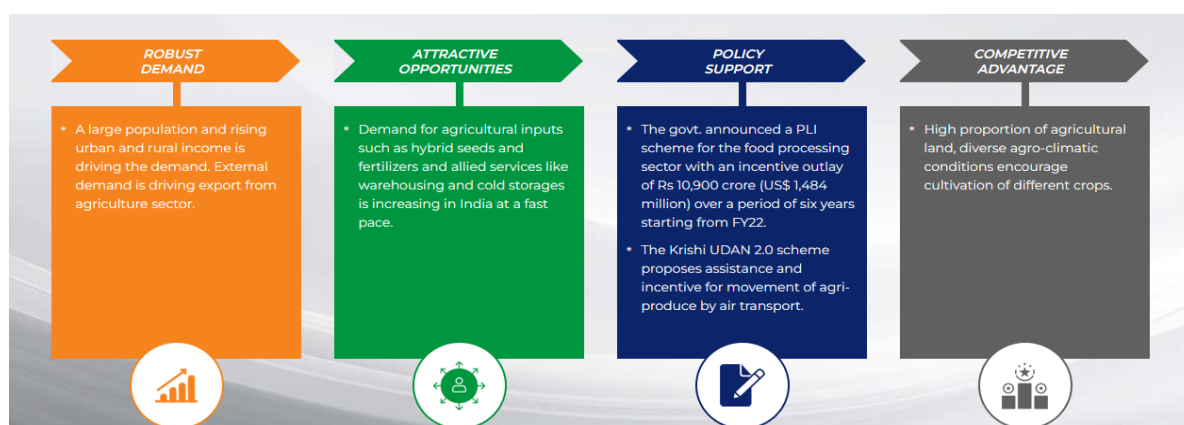 ROBUST
DEMAND
* A large population and rising
urban and rural income is
driving the demand. External
demand is driving export from
agriculture sector.
ATTRACTIVE
OPPORTUNITIES
* Demand for agricultural inputs
such as hybrid seeds and
fertilizers and allied services like
warehousing and cold storages
is increasing in India at a fast
pace.
POLICY
SUPPORT
* The govt. announced a PLI
scheme for the food processing
sector with an incentive outlay
of Rs 10,900 crore (US$ 1,484
million) over a period of six years
starting from FY22.
* The Krishi UDAN 2.0 scheme
proposes assistance and
incentive for movement of agri-
produce by air transport.
COMPETITIVE
ADVANTAGE
* High proportion of agricultural
land, diverse agro-climatic
conditions encourage
cultivation of different crops.